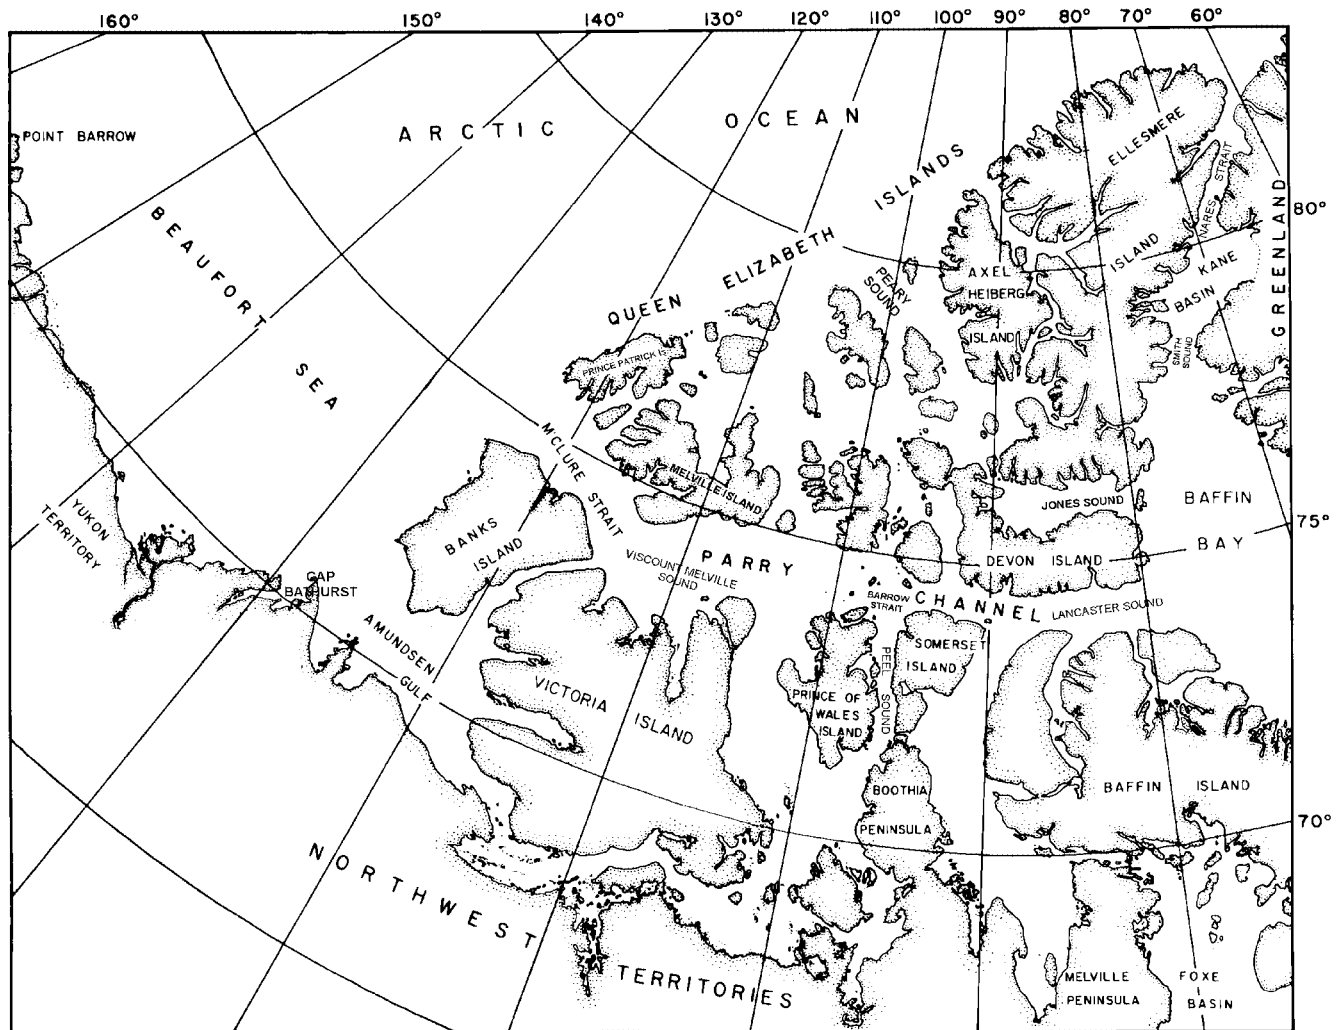 160° 150° 140° 130° 120° 110° 100° 90° 80° 70° 60°
ARCTIC OCEAN
POINT BARROW
BEAUFORT SEA
QUEEN ELIZABETH ISLANDS
ELLESMERE
ISLAND
NARES STRAIT
GREENLAND
80°
KANE
BASIN
SMITH
SOUND
AXEL
HEIBERG
ISLAND
PEARY
SOUND
PRINCE PATRICK I.
MCLURE STRAIT
MELVILLE ISLAND
JONES SOUND
BAFFIN
BAY
75°
YUKON
TERRITORY
BANKS
ISLAND
VISCOUNT MELVILLE
SOUND
PARRY
CHANNEL
DEVON ISLAND
BARROW
STRAIT
LANCASTER SOUND
CAP
BATHURST
AMUNDSEN
GULF
VICTORIA
ISLAND
PEEL SOUND
SOMERSET
ISLAND
PRINCE OF
WALES
ISLAND
BOOTHIA
PENINSULA
BAFFIN ISLAND
70°
NORTHWEST
TERRITORIES
MELVILLE
PENINSULA
FOXE
BASIN